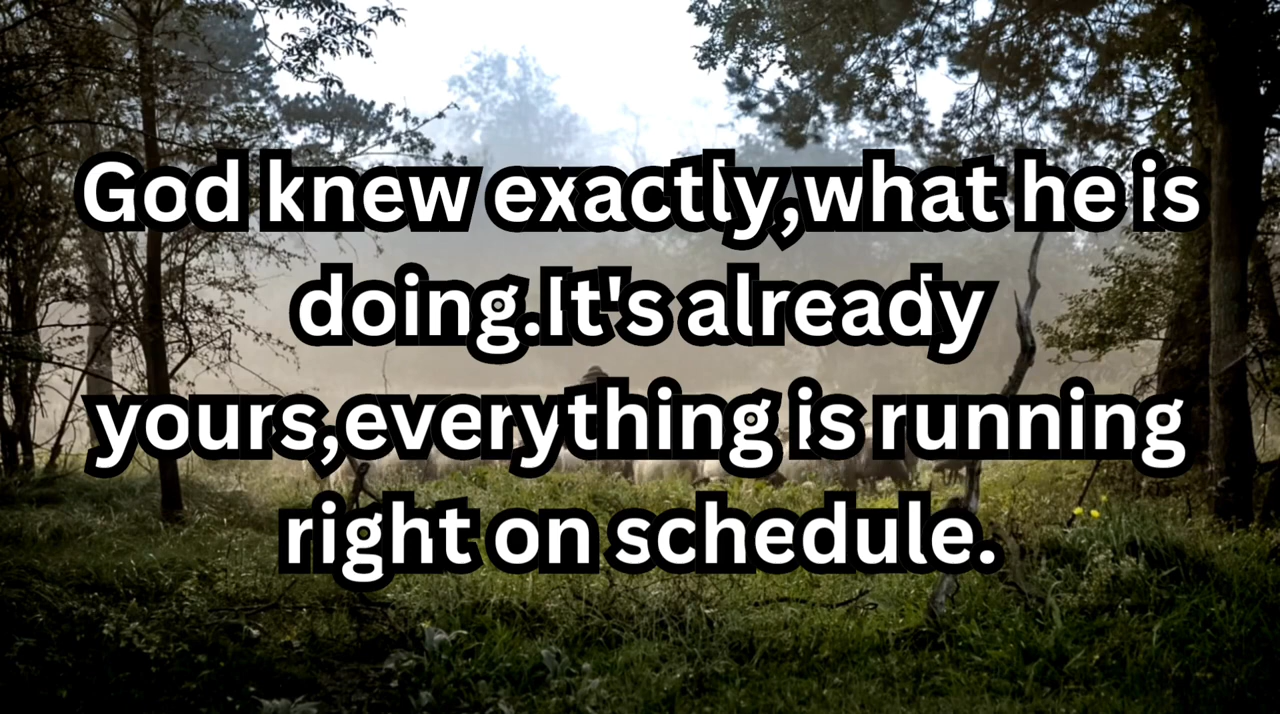 God knew exactly,what he is
doing.It's already
yours,everything is running
right on schedule.